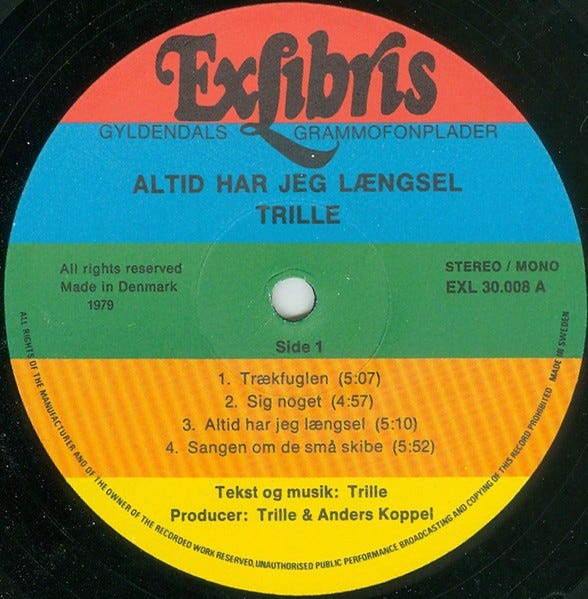 ExLibris
GYLDENDALS GRAMMOFONPLADER
ALTID HAR JEG LÆNGSEL
TRILLE
All rights reserved
Made in Denmark
1979
STEREO / MONO
EXL 30.008 A
Side 1
1. Trækfuglen (5:07)
2. Sig noget (4:57)
3. Altid har jeg længsel (5:10)
4. Sangen om de små skibe (5:52)
Tekst og musik: Trille
Producer: Trille & Anders Koppel
ALL RIGHTS OF THE MANUFACTURER AND OF THE OWNER OF THE RECORDED WORK RESERVED, UNAUTHORISED PUBLIC PERFORMANCE BROADCASTING AND COPYING OF THIS RECORD PROHIBITED MADE IN SWEDEN